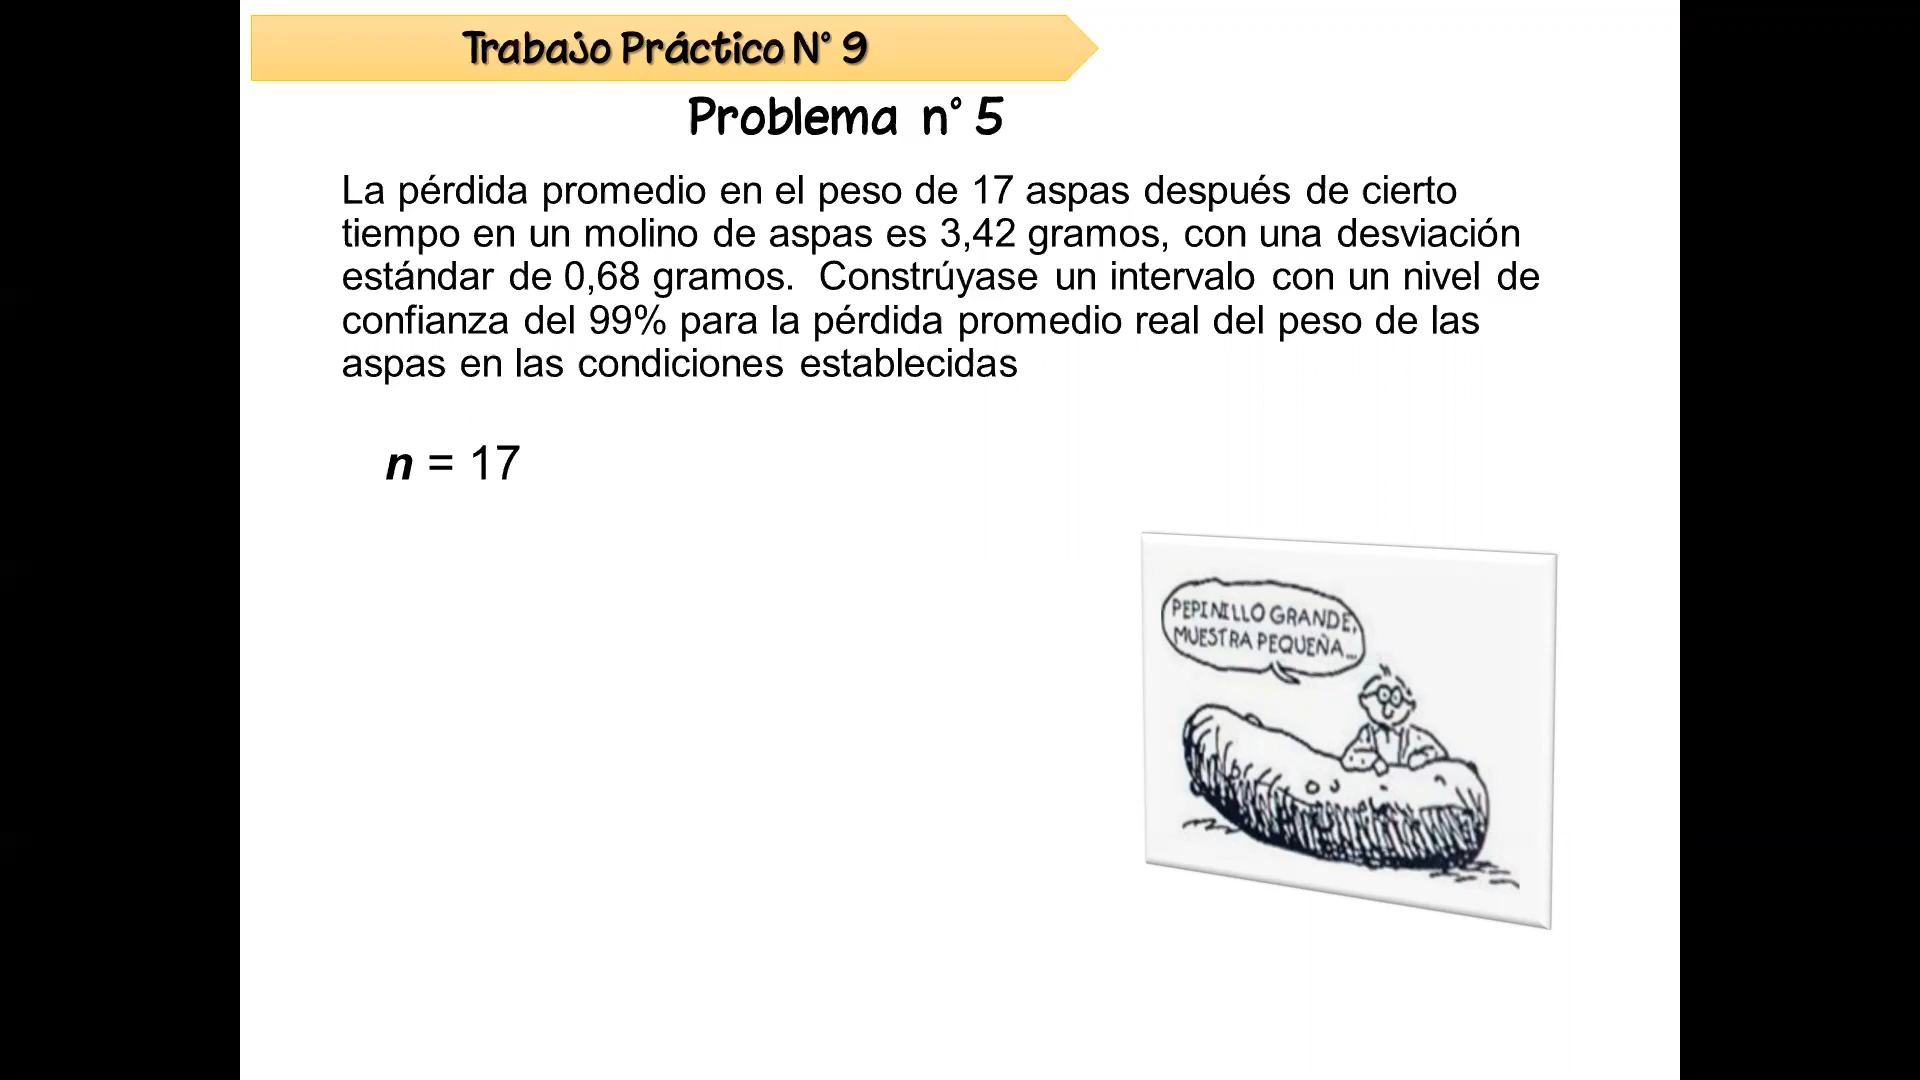 Trabajo Práctico N° 9
Problema n° 5
La pérdida promedio en el peso de 17 aspas después de cierto
tiempo en un molino de aspas es 3,42 gramos, con una desviación
estándar de 0,68 gramos. Constrúyase un intervalo con un nivel de
confianza del 99% para la pérdida promedio real del peso de las
aspas en las condiciones establecidas
n = 17
PEPINILLO GRANDE,
MUESTRA PEQUEÑA...